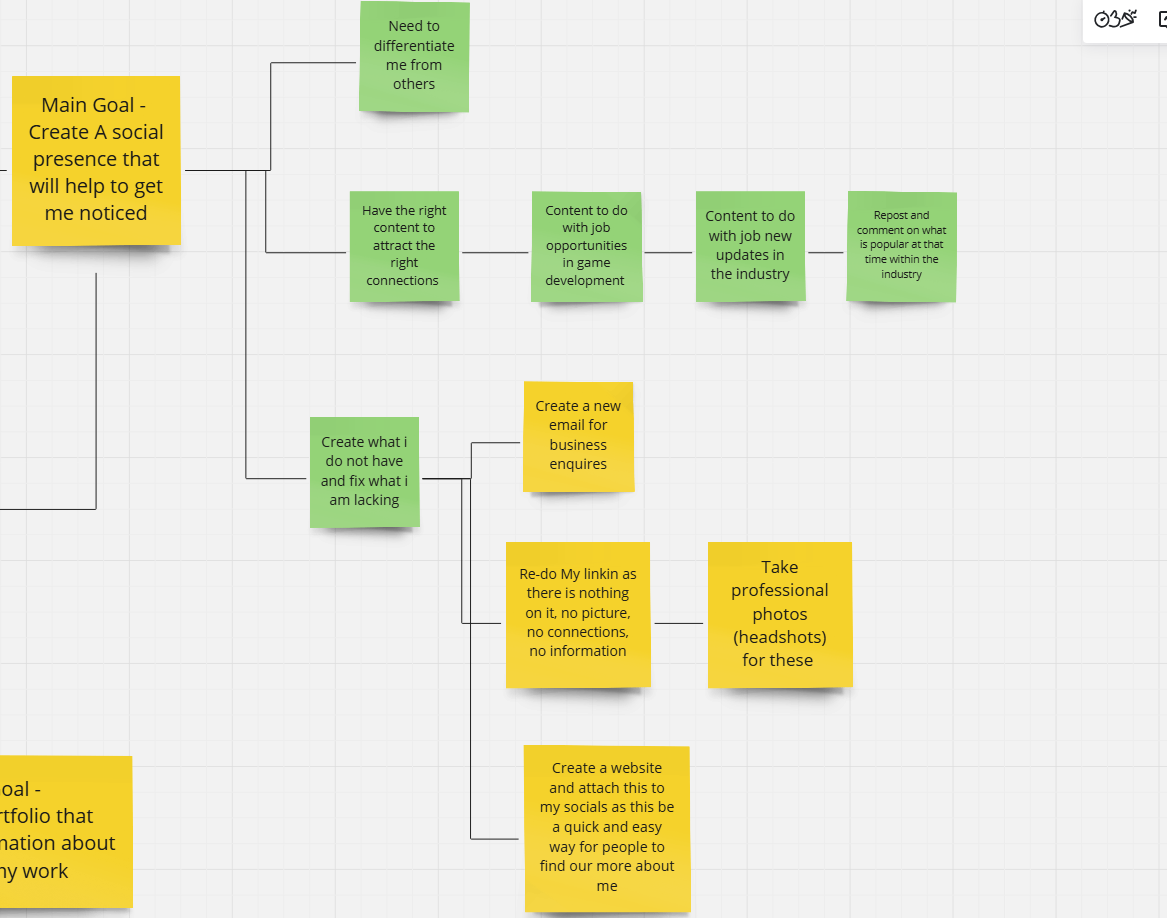 Need to
differentiate
me from
others
Main Goal -
Create A social
presence that
will help to get
me noticed
Have the right
content to
attract the
right
connections
Content to do
with job
opportunities
in game
development
Content to do
with job new
updates in
the industry
Repost and
comment on what
is popular at that
time within the
industry
Create what i
do not have
and fix what i
am lacking
Create a new
email for
business
enquires
Re-do My linkin as
there is nothing
on it, no picture,
no connections,
no information
Take
professional
photos
(headshots)
for these
Create a website
and attach this to
my socials as this be
a quick and easy
way for people to
find our more about
me
oal -
rtfolio that
mation about
ny work